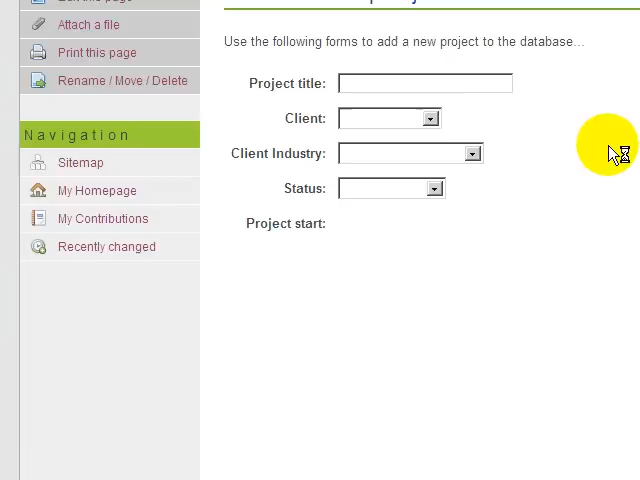 Attach a file
Print this page
Rename / Move / Delete
Navigation
Sitemap
My Homepage
My Contributions
Recently changed
Use the following forms to add a new project to the database...
Project title:
Client:
Client Industry:
Status:
Project start: